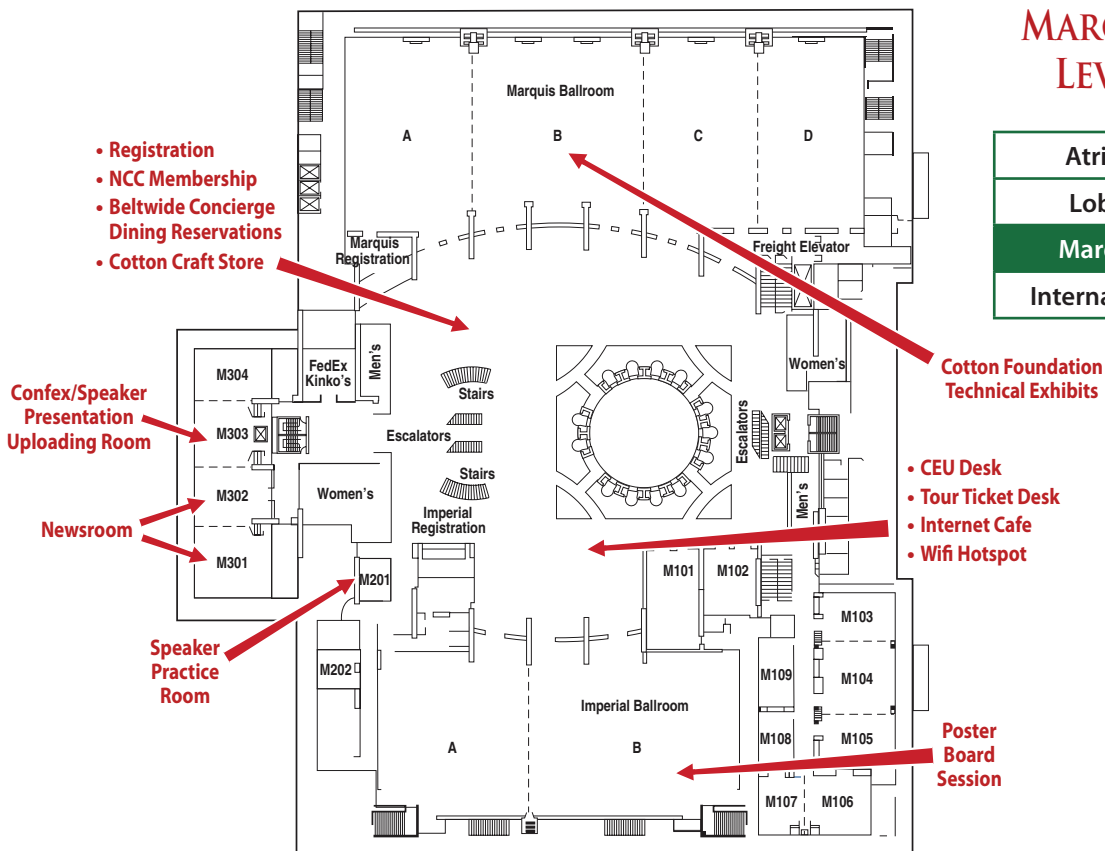 MARQ
LEV
Atri
Lob
Marq
Interna
Marquis Ballroom
A
B
C
D
• Registration
• NCC Membership
• Beltwide Concierge
Dining Reservations
• Cotton Craft Store
Marquis
Registration
Freight Elevator
FedEx
Kinko's
Men's
Women's
Cotton Foundation
Technical Exhibits
M304
Confex/Speaker
Presentation
Uploading Room
M303
Stairs
Escalators
Escalators
Stairs
M302
Women's
Imperial
Registration
Men's
• CEU Desk
• Tour Ticket Desk
• Internet Cafe
• Wifi Hotspot
Newsroom
M301
M201
M101
M102
M103
Speaker
Practice
Room
M202
M109
M104
Imperial Ballroom
A
B
M108
M105
Poster
Board
Session
M107
M106